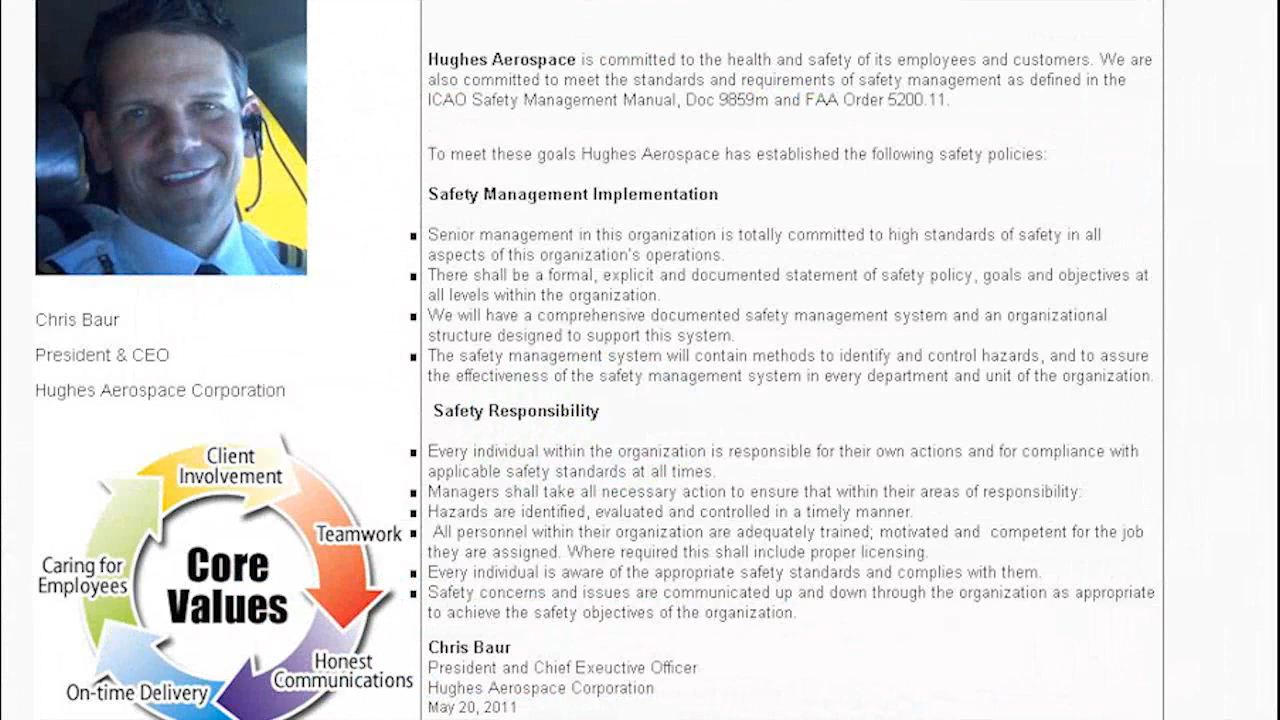 Chris Baur
President & CEO
Hughes Aerospace Corporation
Client
Involvement
Teamwork
Honest
Communications
On-time Delivery
Caring for
Employees
Core
Values
Hughes Aerospace is committed to the health and safety of its employees and customers. We are
also committed to meet the standards and requirements of safety management as defined in the
ICAO Safety Management Manual, Doc 9859m and FAA Order 5200.11.
To meet these goals Hughes Aerospace has established the following safety policies:
Safety Management Implementation
Senior management in this organization is totally committed to high standards of safety in all
aspects of this organization's operations.
There shall be a formal, explicit and documented statement of safety policy, goals and objectives at
all levels within the organization.
We will have a comprehensive documented safety management system and an organizational
structure designed to support this system.
The safety management system will contain methods to identify and control hazards, and to assure
the effectiveness of the safety management system in every department and unit of the organization.
Safety Responsibility
Every individual within the organization is responsible for their own actions and for compliance with
applicable safety standards at all times.
Managers shall take all necessary action to ensure that within their areas of responsibility:
Hazards are identified, evaluated and controlled in a timely manner.
All personnel within their organization are adequately trained; motivated and competent for the job
they are assigned. Where required this shall include proper licensing.
Every individual is aware of the appropriate safety standards and complies with them.
Safety concerns and issues are communicated up and down through the organization as appropriate
to achieve the safety objectives of the organization.
Chris Baur
President and Chief Exeuctive Officer
Hughes Aerospace Corporation
May 20, 2011